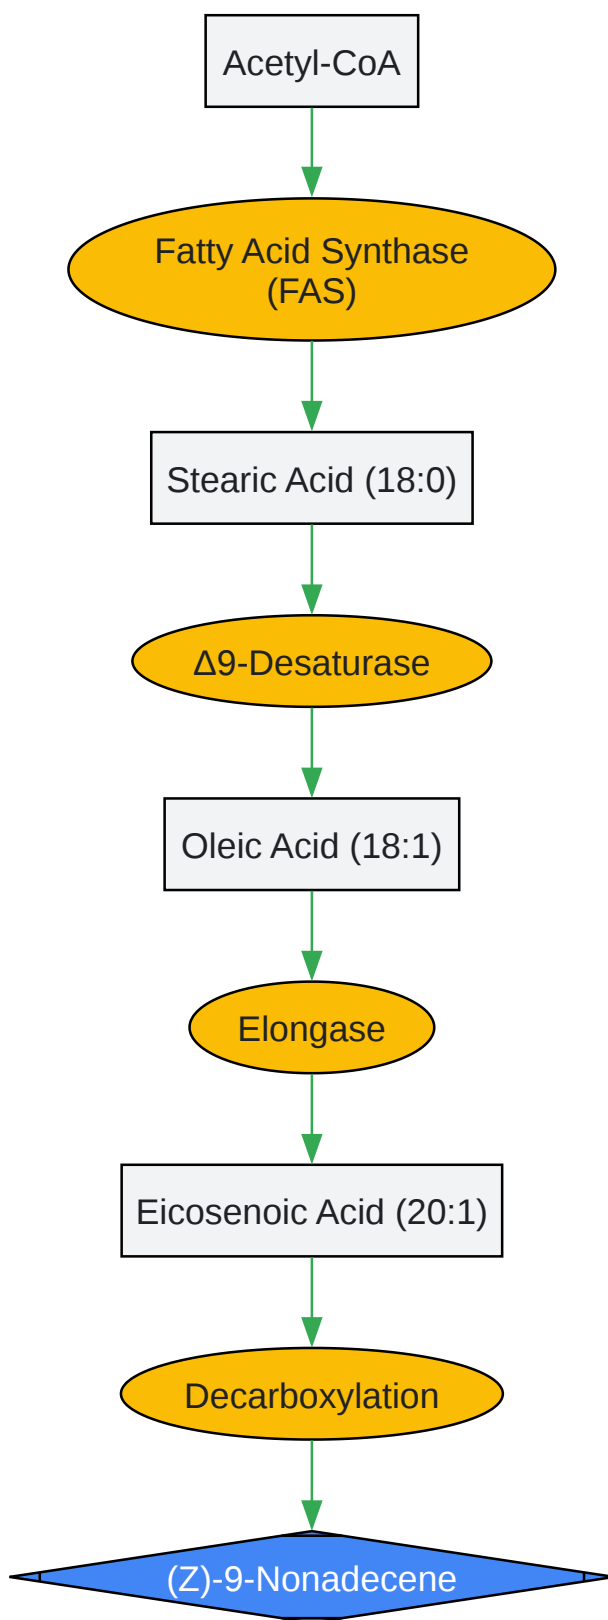 Acetyl-CoA
Fatty Acid Synthase
(FAS)
Stearic Acid (18:0)
Δ9-Desaturase
Oleic Acid (18:1)
Elongase
Eicosenoic Acid (20:1)
Decarboxylation
(Z)-9-Nonadecene